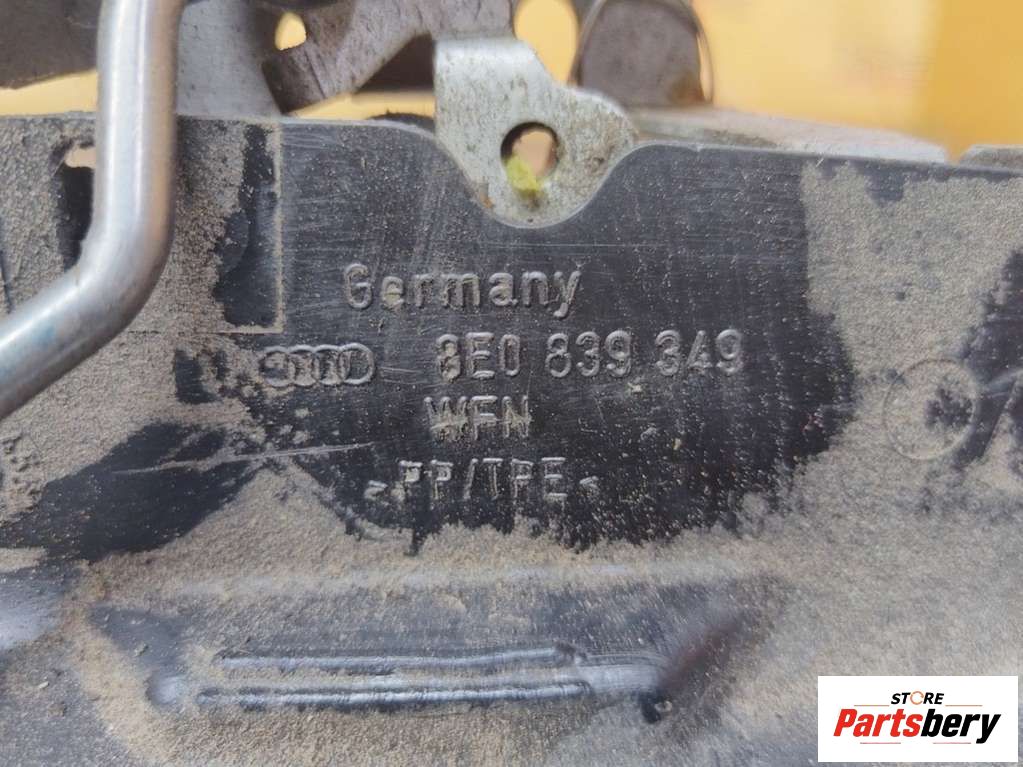 Germany
8E0 839 349
WFN
>PP/TPE<
STORE
Partsbery